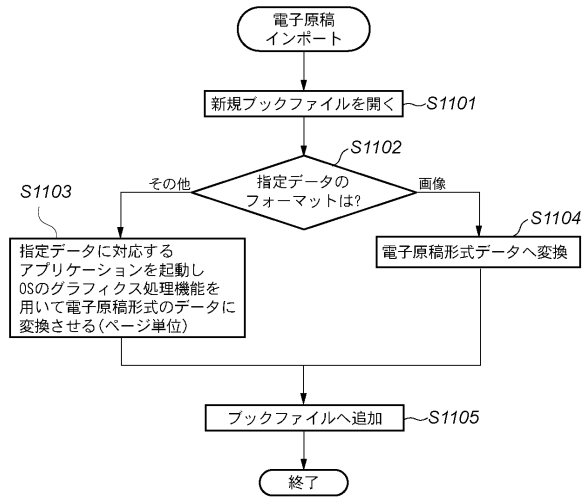 電子原稿
インポート
新規ブックファイルを開く
S1101
S1102
指定データの
フォーマットは?
その他
画像
S1103
指定データに対応する
アプリケーションを起動し
OSのグラフィクス処理機能を
用いて電子原稿形式のデータに
変換させる(ページ単位)
S1104
電子原稿形式データへ変換
ブックファイルへ追加
S1105
終了